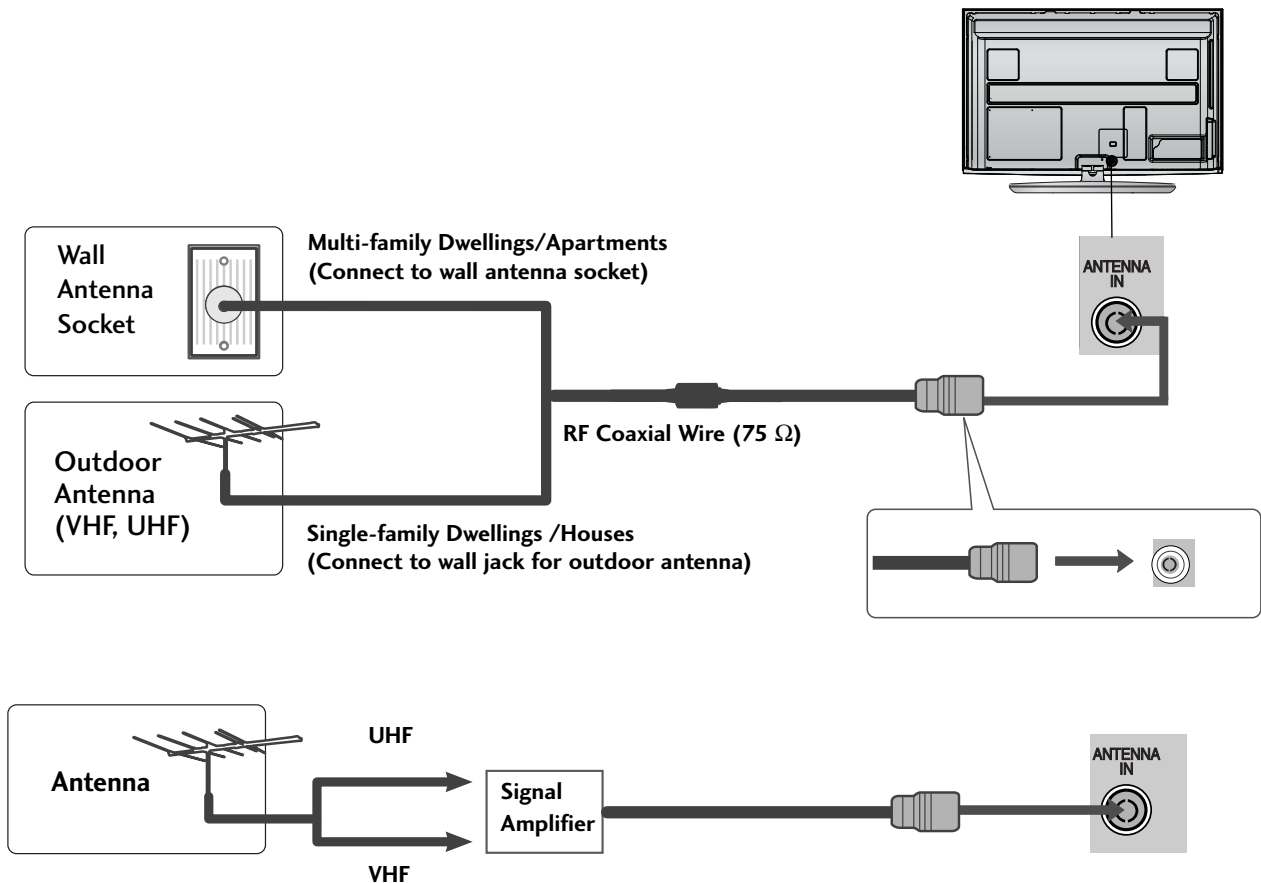 Wall
Antenna
Socket
Multi-family Dwellings/Apartments
(Connect to wall antenna socket)
ANTENNA
IN
RF Coaxial Wire (75 Ω)
Outdoor
Antenna
(VHF, UHF)
Single-family Dwellings /Houses
(Connect to wall jack for outdoor antenna)
Antenna
UHF
VHF
Signal
Amplifier
ANTENNA
IN